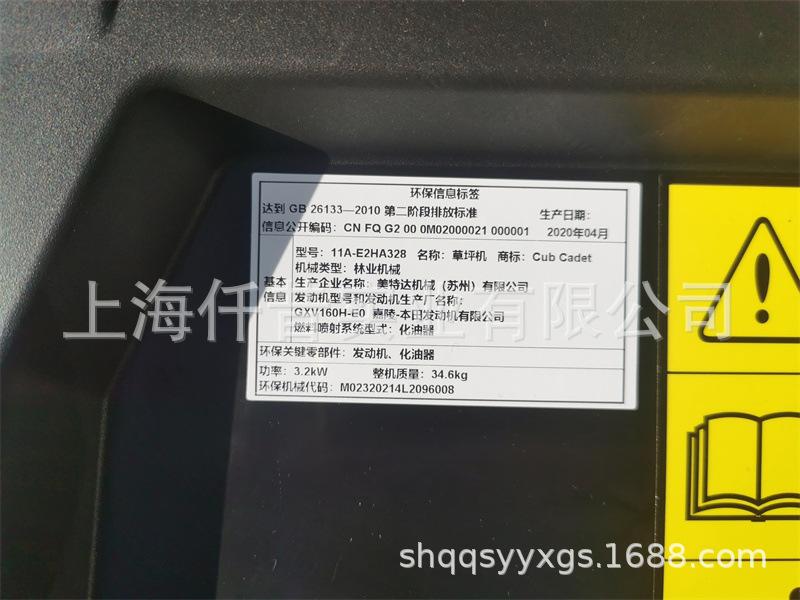 环保信息标签
达到 GB 26133—2010 第二阶段排放标准
生产日期:
信息公开编码: CN FQ G2 00 0M02000021 000001
2020年04月
型号: 11A-E2HA328 名称: 草坪机 商标: Cub Cadet
机械类型: 林业机械
基本
信息
生产企业名称: 美特达机械 (苏州) 有限公司
发动机型号和发动机生产厂名称:
GXV160H-E0 嘉陵-本田发动机有限公司
燃料喷射系统型式: 化油器
环保关键零部件: 发动机、化油器
功率: 3.2kW 整机质量: 34.6kg
环保机械代码: M02320214L2096008
上海仟音实业有限公司
shqqsyyxgs.1688.com